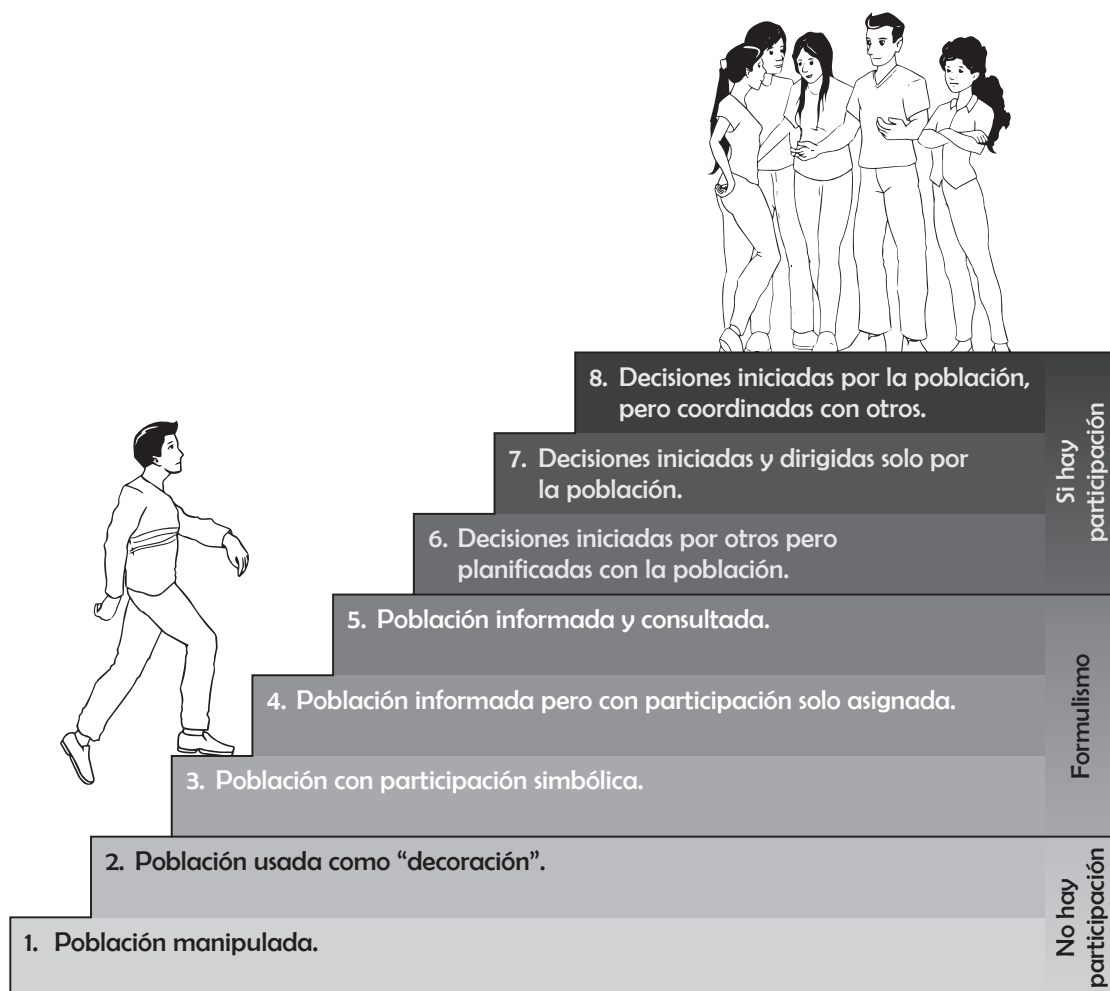 8. Decisiones iniciadas por la población,
pero coordinadas con otros.
7. Decisiones iniciadas y dirigidas solo por
la población.
6. Decisiones iniciadas por otros pero
planificadas con la población.
Si hay
participación
5. Población informada y consultada.
4. Población informada pero con participación solo asignada.
3. Población con participación simbólica.
Formulismo
2. Población usada como “decoración”.
1. Población manipulada.
No hay
participación